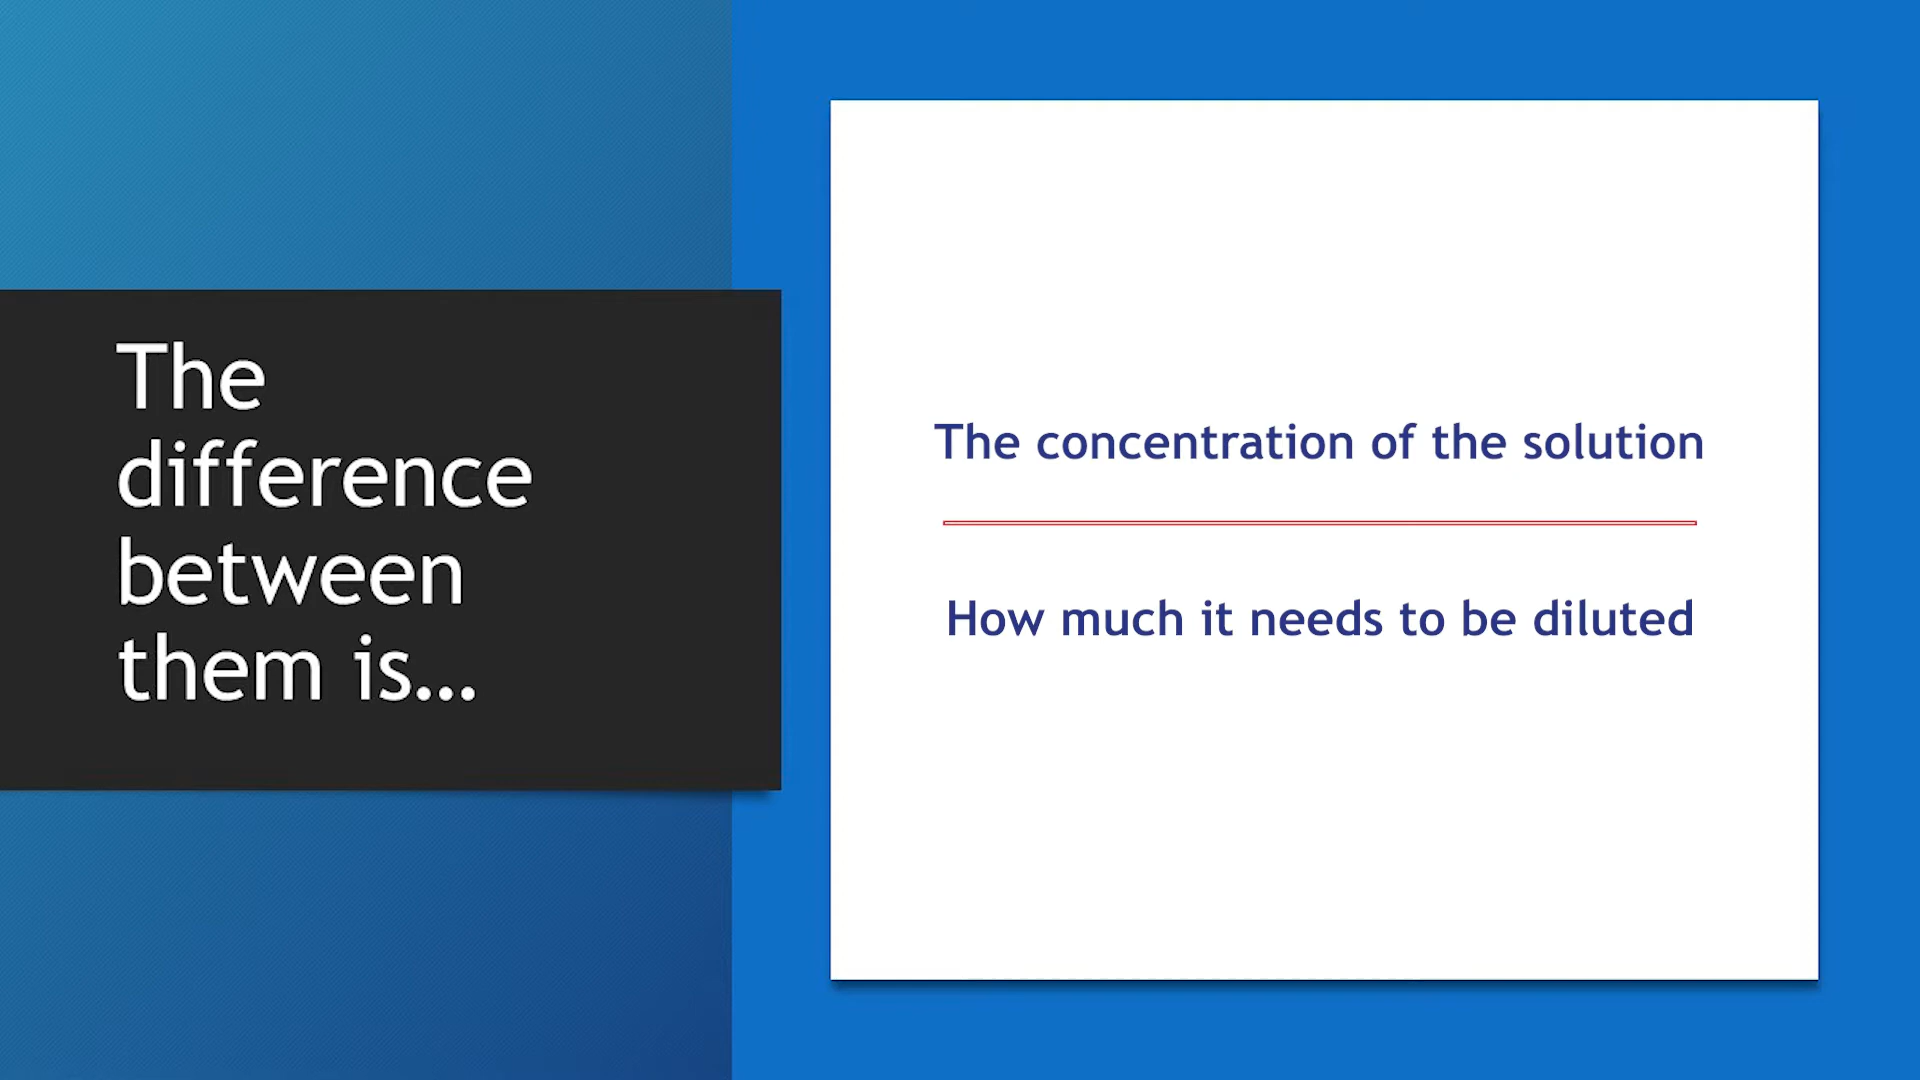 The
difference
between
them is...
The concentration of the solution
How much it needs to be diluted